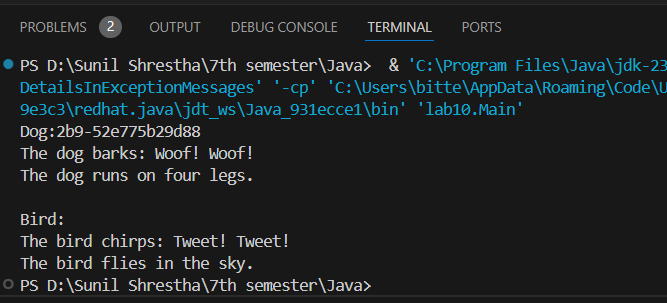 PROBLEMS 2 OUTPUT DEBUG CONSOLE TERMINAL PORTS
PS D:\Sunil Shrestha\7th semester\Java>  & 'C:\Program Files\Java\jdk-23
DetailsInExceptionMessages' '-cp' 'C:\Users\bitte\AppData\Roaming\Code\U
9e3c3\redhat.java\jdt_ws\Java_931ecce1\bin' 'lab10.Main'
Dog:2b9-52e775b29d88
The dog barks: Woof! Woof!
The dog runs on four legs.

Bird:
The bird chirps: Tweet! Tweet!
The bird flies in the sky.
PS D:\Sunil Shrestha\7th semester\Java>